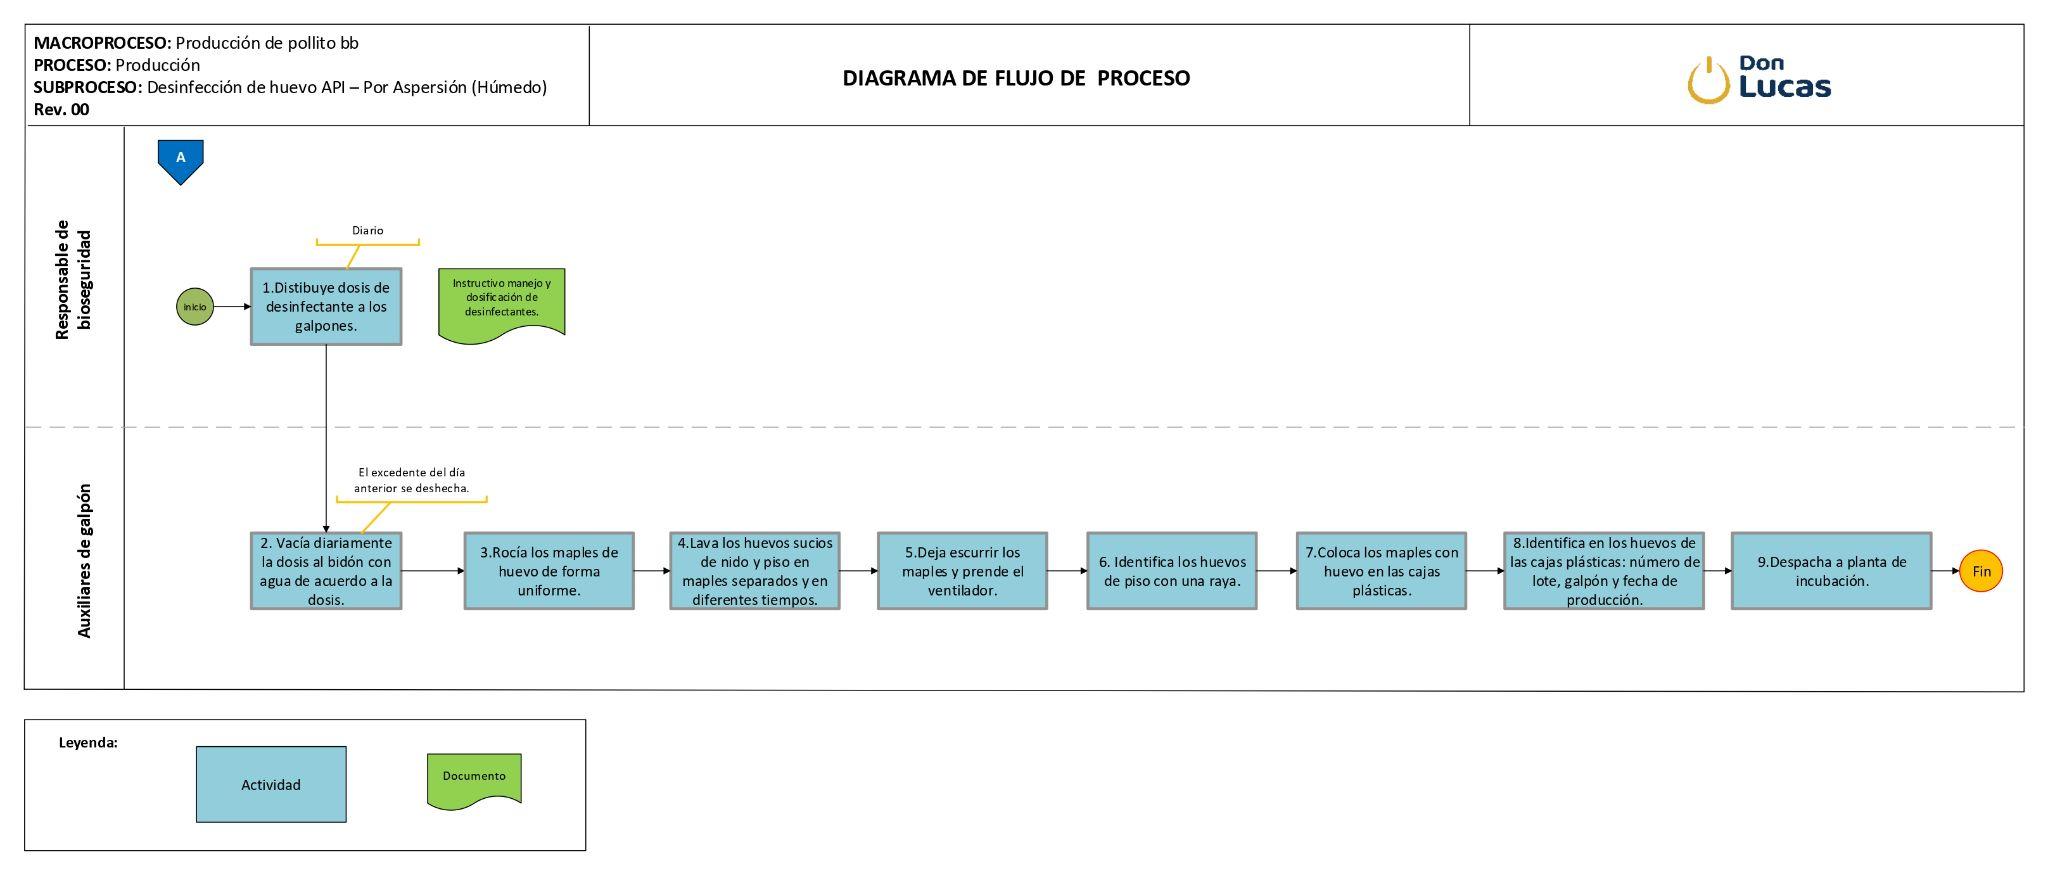 MACROPROCESO: Producción de pollito bb
PROCESO: Producción
SUBPROCESO: Desinfección de huevo API – Por Aspersión (Húmedo)
Rev. 00
DIAGRAMA DE FLUJO DE PROCESO
Don
Lucas
A
Responsable de
bioseguridad
Diario
inicio
1.Distibuye dosis de
desinfectante a los
galpones.
Instructivo manejo y
dosificación de
desinfectantes.
Auxiliares de galpón
El excedente del día
anterior se deshecha.
2. Vacía diariamente
la dosis al bidón con
agua de acuerdo a la
dosis.
3.Rocía los maples de
huevo de forma
uniforme.
4.Lava los huevos sucios
de nido y piso en
maples separados y en
diferentes tiempos.
5.Deja escurrir los
maples y prende el
ventilador.
6. Identifica los huevos
de piso con una raya.
7.Coloca los maples con
huevo en las cajas
plásticas.
8.Identifica en los huevos de
las cajas plásticas: número de
lote, galpón y fecha de
producción.
9.Despacha a planta de
incubación.
Fin
Leyenda:
Actividad
Documento